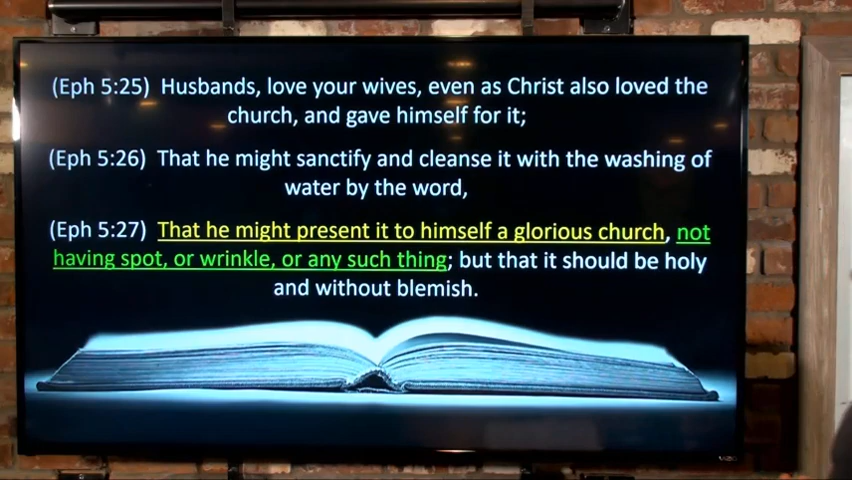 (Eph 5:25) Husbands, love your wives, even as Christ also loved the
church, and gave himself for it;
(Eph 5:26) That he might sanctify and cleanse it with the washing of
water by the word,
(Eph 5:27) That he might present it to himself a glorious church, not
having spot, or wrinkle, or any such thing; but that it should be holy
and without blemish.
VIZIO